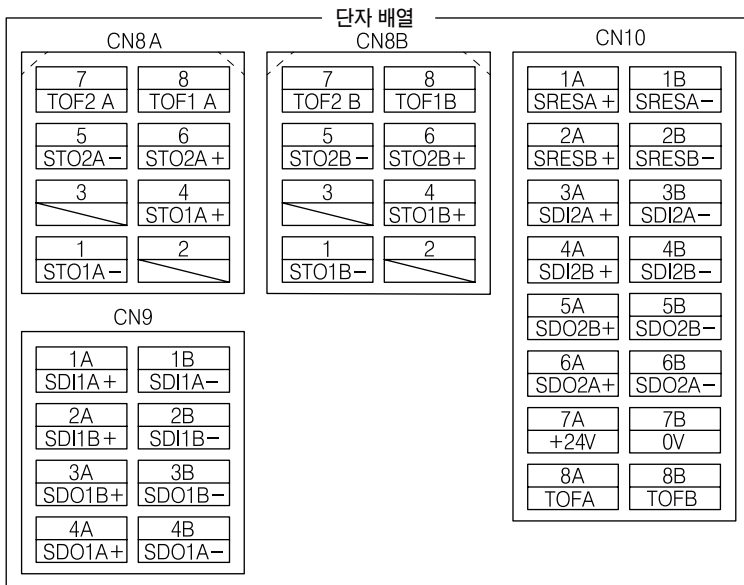 단자 배열
CN8A
7 8
TOF2 A TOF1 A
5 6
STO2A- STO2A+
3 4
STO1A+
1 2
STO1A-
CN8B
7 8
TOF2 B TOF1B
5 6
STO2B- STO2B+
3 4
STO1B+
1 2
STO1B-
CN9
1A 1B
SDI1A+ SDI1A-
2A 2B
SDI1B+ SDI1B-
3A 3B
SDO1B+ SDO1B-
4A 4B
SDO1A+ SDO1A-
CN10
1A 1B
SRESA+ SRESA-
2A 2B
SRESB+ SRESB-
3A 3B
SDI2A+ SDI2A-
4A 4B
SDI2B+ SDI2B-
5A 5B
SDO2B+ SDO2B-
6A 6B
SDO2A+ SDO2A-
7A 7B
+24V 0V
8A 8B
TOFA TOFB